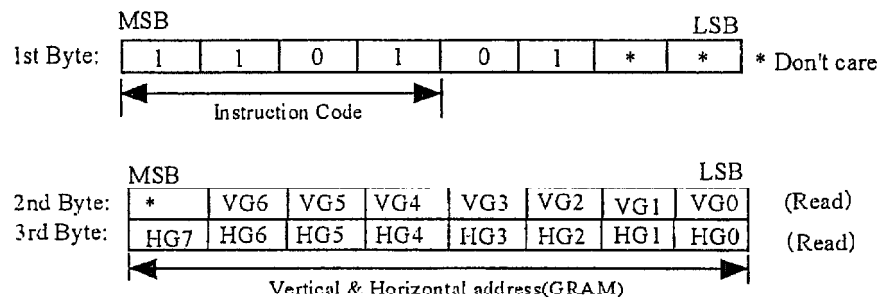 MSB LSB
1st Byte: 1 1 0 1 0 1 * * * Don't care
Instruction Code
MSB LSB
2nd Byte: * VG6 VG5 VG4 VG3 VG2 VG1 VG0 (Read)
3rd Byte: HG7 HG6 HG5 HG4 HG3 HG2 HG1 HG0 (Read)
Vertical & Horizontal address(GRAM)